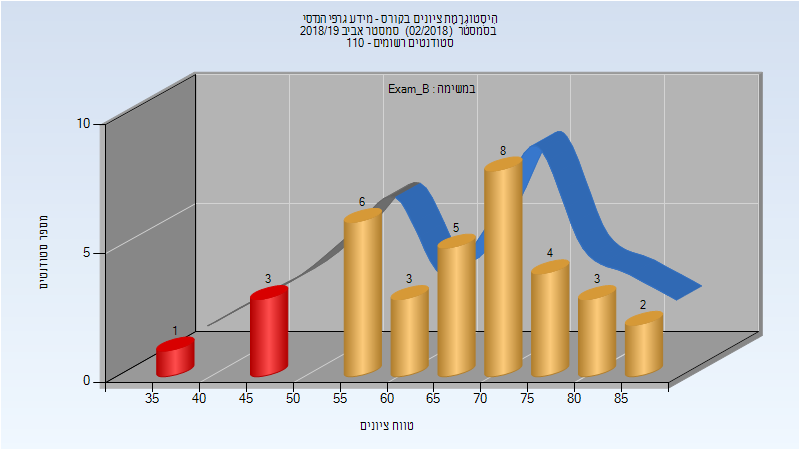 היסטוגרמת ציונים בקורס - מידע גרפי תנדסי
בסמסטר (02/2018) סמסטר אביב 2018/19
סטודנטים רשומים - 110
במשימה : Exam_B
10
5
0
מספר סטודנטים
1
3
6
3
5
8
4
3
2
35 40 45 50 55 60 65 70 75 80 85
טווח ציונים